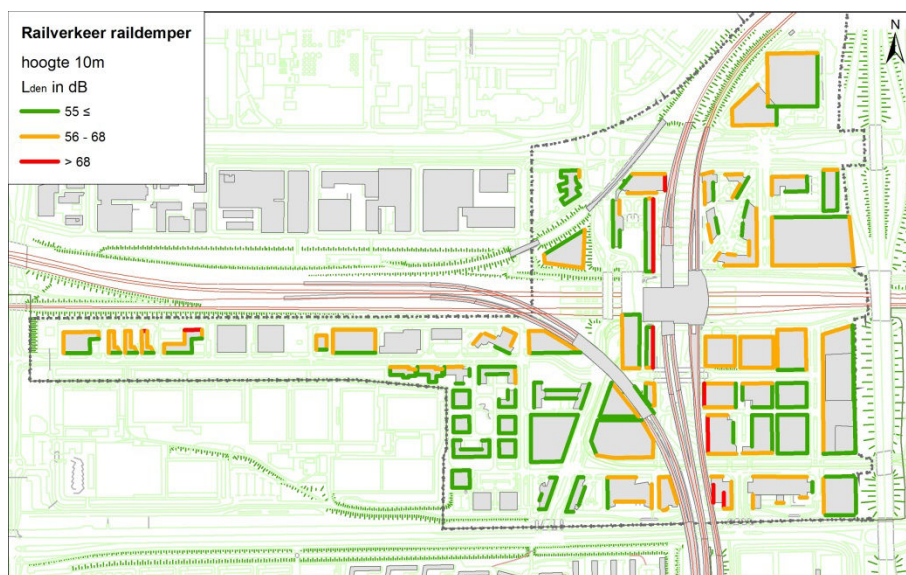 Railverkeer raildemper
hoogte 10m
Lden in dB
55 ≤
56 - 68
> 68
N